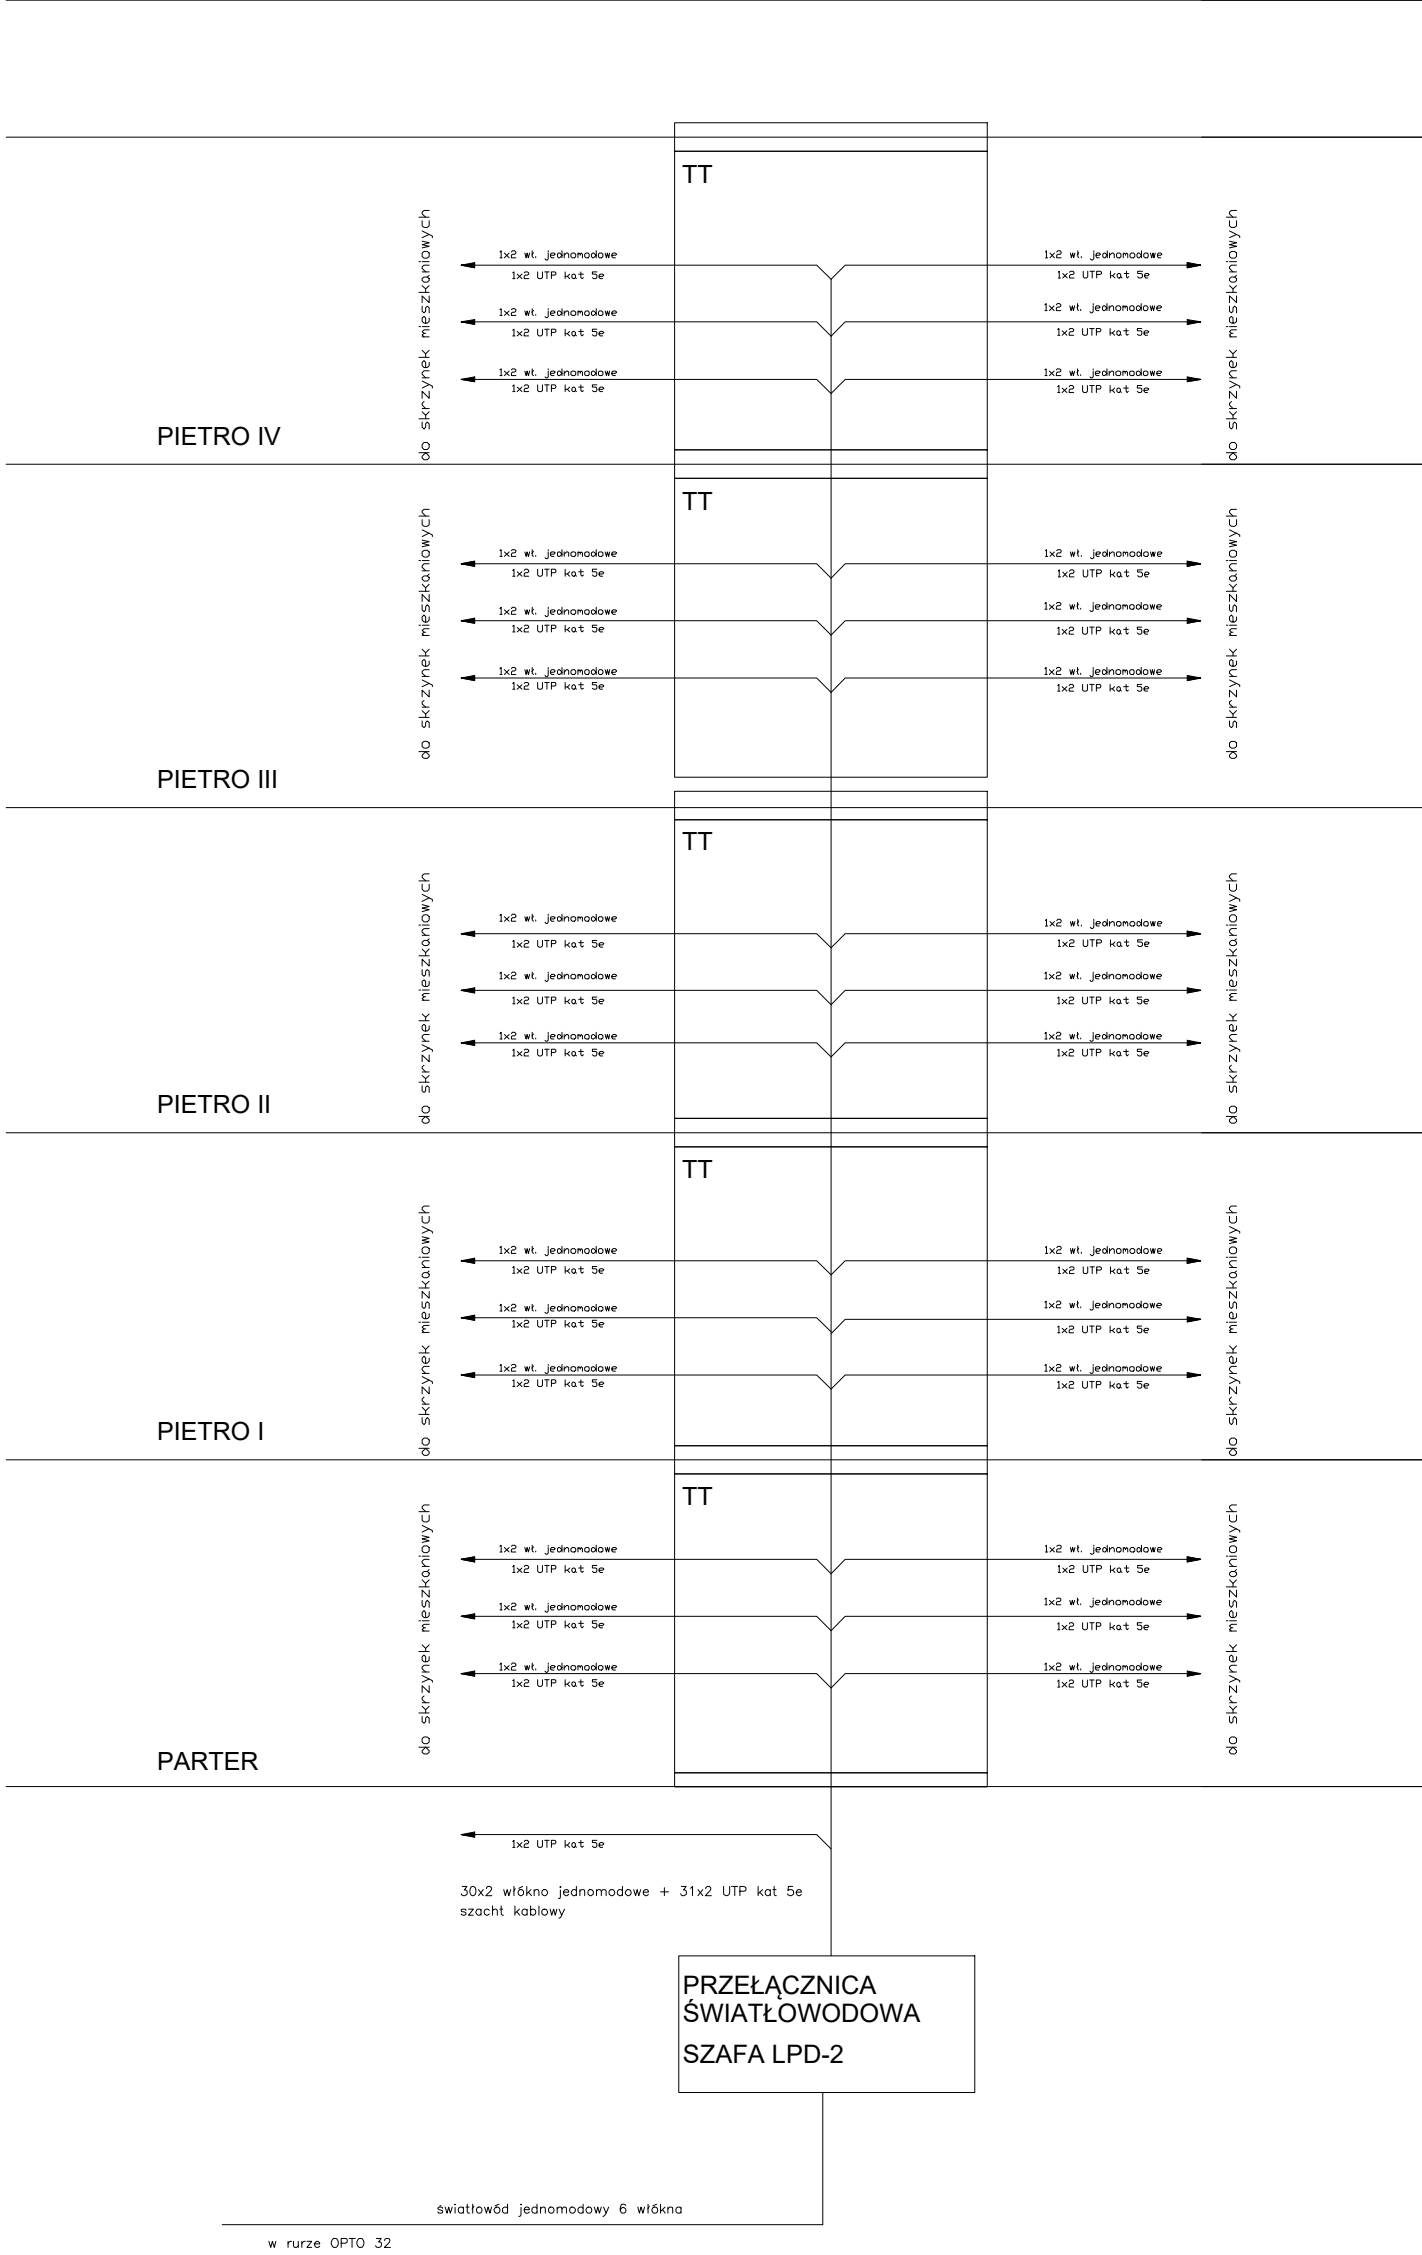 TT
do skrzynek mieszkaniowych
do skrzynek mieszkaniowych
1x2 wł. jednomodowe
1x2 wł. jednomodowe
1x2 UTP kat 5e
1x2 UTP kat 5e
1x2 wł. jednomodowe
1x2 wł. jednomodowe
1x2 UTP kat 5e
1x2 UTP kat 5e
1x2 wł. jednomodowe
1x2 wł. jednomodowe
1x2 UTP kat 5e
1x2 UTP kat 5e
PIETRO IV
TT
do skrzynek mieszkaniowych
do skrzynek mieszkaniowych
1x2 wł. jednomodowe
1x2 wł. jednomodowe
1x2 UTP kat 5e
1x2 UTP kat 5e
1x2 wł. jednomodowe
1x2 wł. jednomodowe
1x2 UTP kat 5e
1x2 UTP kat 5e
1x2 wł. jednomodowe
1x2 wł. jednomodowe
1x2 UTP kat 5e
1x2 UTP kat 5e
PIETRO III
TT
do skrzynek mieszkaniowych
do skrzynek mieszkaniowych
1x2 wł. jednomodowe
1x2 wł. jednomodowe
1x2 UTP kat 5e
1x2 UTP kat 5e
1x2 wł. jednomodowe
1x2 wł. jednomodowe
1x2 UTP kat 5e
1x2 UTP kat 5e
1x2 wł. jednomodowe
1x2 wł. jednomodowe
1x2 UTP kat 5e
1x2 UTP kat 5e
PIETRO II
TT
do skrzynek mieszkaniowych
do skrzynek mieszkaniowych
1x2 wł. jednomodowe
1x2 wł. jednomodowe
1x2 UTP kat 5e
1x2 UTP kat 5e
1x2 wł. jednomodowe
1x2 wł. jednomodowe
1x2 UTP kat 5e
1x2 UTP kat 5e
1x2 wł. jednomodowe
1x2 wł. jednomodowe
1x2 UTP kat 5e
1x2 UTP kat 5e
PIETRO I
TT
do skrzynek mieszkaniowych
do skrzynek mieszkaniowych
1x2 wł. jednomodowe
1x2 wł. jednomodowe
1x2 UTP kat 5e
1x2 UTP kat 5e
1x2 wł. jednomodowe
1x2 wł. jednomodowe
1x2 UTP kat 5e
1x2 UTP kat 5e
1x2 wł. jednomodowe
1x2 wł. jednomodowe
1x2 UTP kat 5e
1x2 UTP kat 5e
PARTER
1x2 UTP kat 5e
30x2 włókno jednomodowe + 31x2 UTP kat 5e
szacht kablowy
PRZEŁĄCZNICA
ŚWIATŁOWODOWA
SZAFA LPD-2
światłowód jednomodowy 6 włókna
w rurze OPTO 32